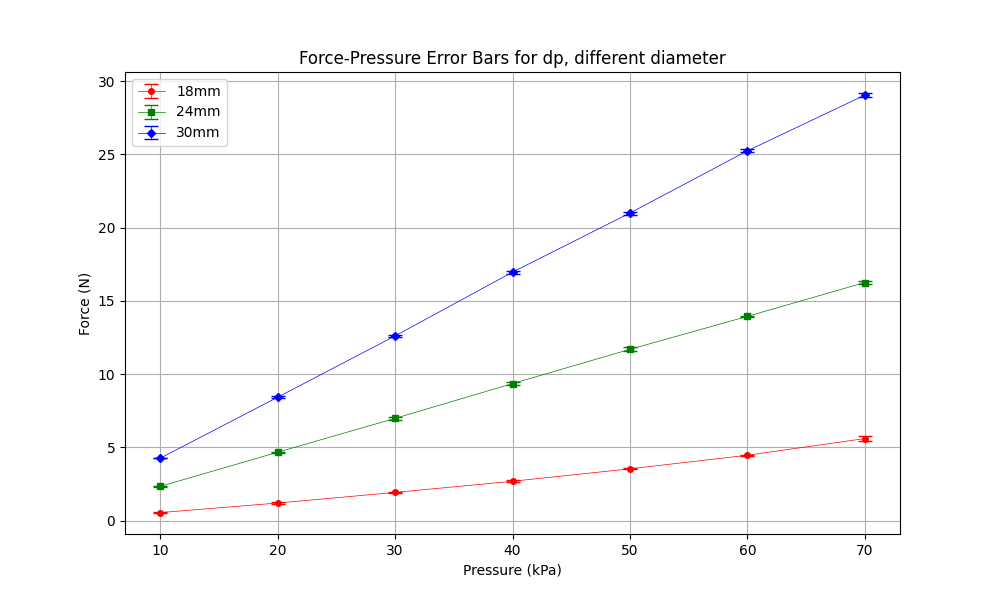 Force-Pressure Error Bars for dp, different diameter
18mm
24mm
30mm
30
25
20
15
10
5
0
Force (N)
10 20 30 40 50 60 70
Pressure (kPa)